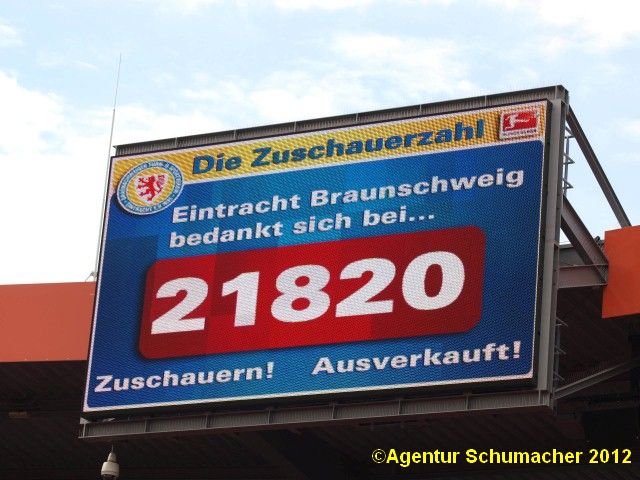 Die Zuschauerzahl
Eintracht Braunschweig
bedankt sich bei...
21820
Zuschauern! Ausverkauft!
©Agentur Schumacher 2012